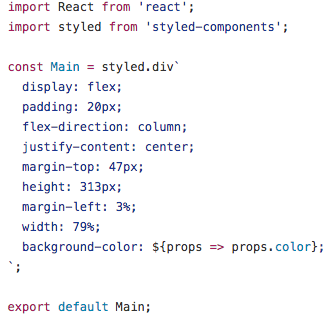 import React from 'react';
import styled from 'styled-components';

const Main = styled.div`
  display: flex;
  padding: 20px;
  flex-direction: column;
  justify-content: center;
  margin-top: 47px;
  height: 313px;
  margin-left: 3%;
  width: 79%;
  background-color: ${props => props.color};
`;

export default Main;